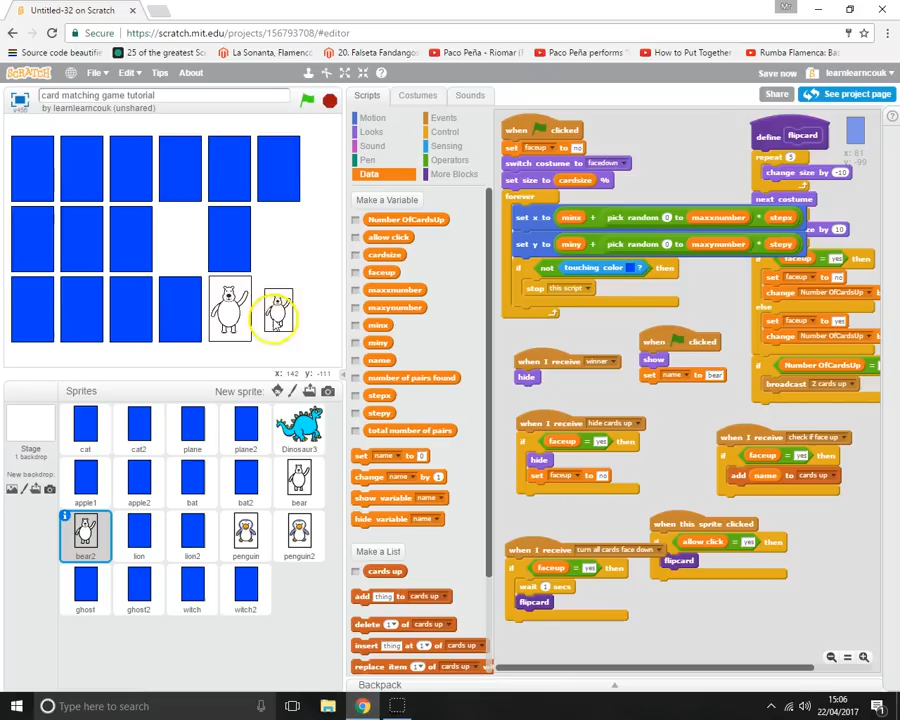 Untitled-32 on Scratch
Mr
Secure https://scratch.mit.edu/projects/156793708/#editor
Source code beautifie
25 of the greatest Scr
La Sonanta, Flamenco
20. Falseta Fandangos
Paco Peña - Riomar (F
Paco Peña performs "
How to Put Together
Rumba Flamenca: Bas
SCRATCH
File
Edit
Tips
About
Save now
learnlearncouk
card matching game tutorial
by learnlearncouk (unshared)
Share
See project page
Scripts
Costumes
Sounds
Motion
Looks
Sound
Pen
Data
Events
Control
Sensing
Operators
More Blocks
Make a Variable
Number OfCardsUp
allow click
cardsize
faceup
maxxnumber
maxynumber
minx
miny
name
number of pairs found
stepx
stepy
total number of pairs
set name to 0
change name by 1
show variable name
hide variable name
Make a List
cards up
add thing to cards up
delete 1 of cards up
insert thing at 1 of cards up
replace item 1 of cards up
when clicked
set faceup to no
switch costume to facedown
set size to cardsize %
forever
set x to minx + pick random 0 to maxxnumber * stepx
set y to miny + pick random 0 to maxynumber * stepy
if not touching color ? then
stop this script
define flipcard
repeat 5
change size by -10
next costume
by 10
faceup = yes then
set faceup to no
change Number OfCardsUp
else
set faceup to yes
change Number OfCardsUp
if Number OfCardsUp =
broadcast 2 cards up
x: 61
y: -99
when I receive winner
hide
when clicked
show
set name to bear
when I receive hide cards up
if faceup = yes then
hide
set faceup to no
when I receive check if face up
if faceup = yes then
add name to cards up
when I receive turn all cards face down
if faceup = yes then
wait 1 secs
flipcard
when this sprite clicked
allow click = yes then
flipcard
x: 142 y: -111
Sprites
New sprite:
Stage
1 backdrop
New backdrop:
cat
cat2
plane
plane2
Dinosaur3
apple1
apple2
bat
bat2
bear
bear2
lion
lion2
penguin
penguin2
ghost
ghost2
witch
witch2
Backpack
Type here to search
15:06
22/04/2017